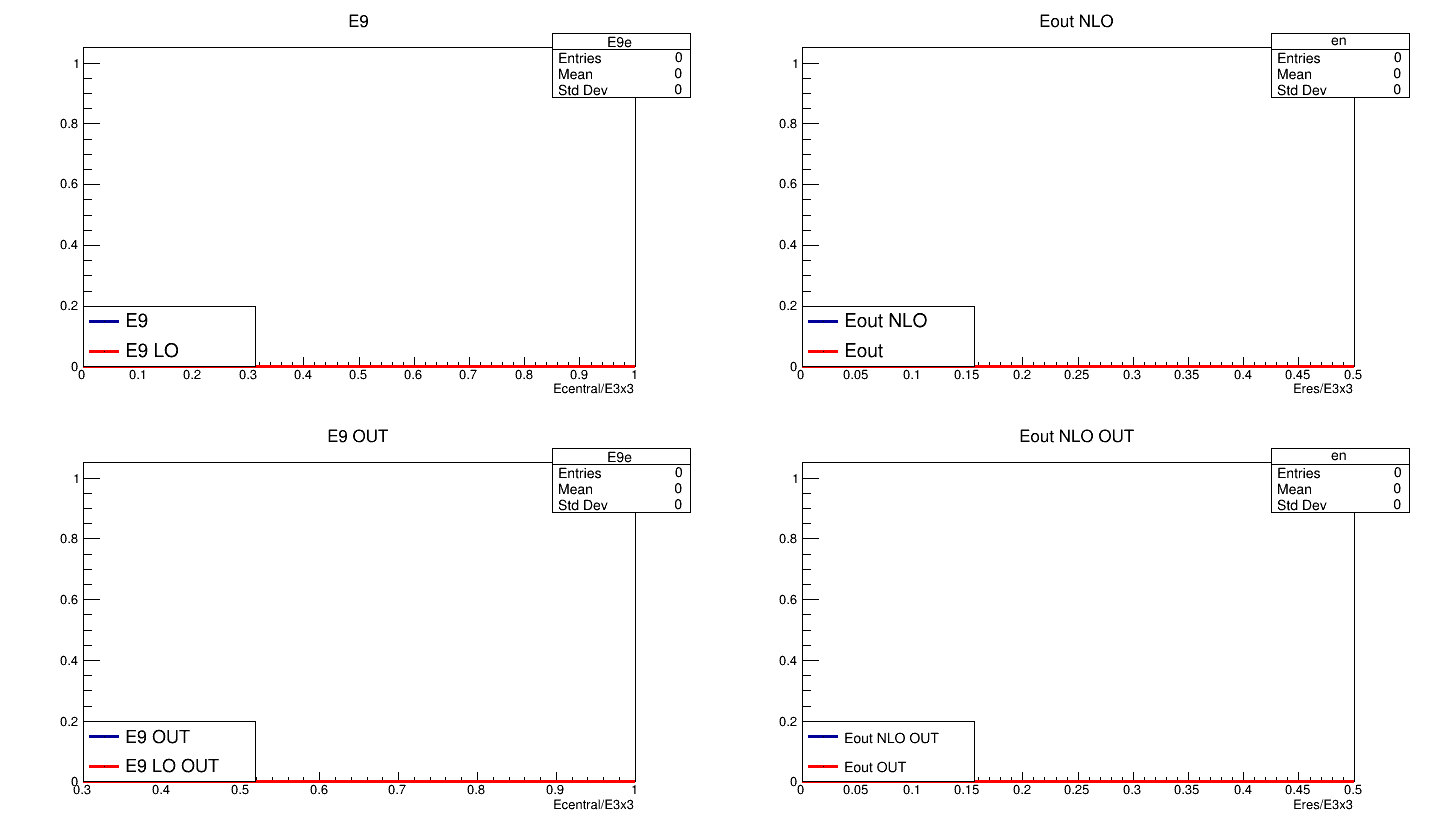 E9
E9e
Entries 0
Mean 0
Std Dev 0
1
0.8
0.6
0.4
0.2
0
E9
E9 LO
0 0.1 0.2 0.3 0.4 0.5 0.6 0.7 0.8 0.9 1
Ecentral/E3x3
Eout NLO
en
Entries 0
Mean 0
Std Dev 0
1
0.8
0.6
0.4
0.2
0
Eout NLO
Eout
0 0.05 0.1 0.15 0.2 0.25 0.3 0.35 0.4 0.45 0.5
Eres/E3x3
E9 OUT
E9e
Entries 0
Mean 0
Std Dev 0
1
0.8
0.6
0.4
0.2
0
E9 OUT
E9 LO OUT
0.3 0.4 0.5 0.6 0.7 0.8 0.9 1
Ecentral/E3x3
Eout NLO OUT
en
Entries 0
Mean 0
Std Dev 0
1
0.8
0.6
0.4
0.2
0
Eout NLO OUT
Eout OUT
0 0.05 0.1 0.15 0.2 0.25 0.3 0.35 0.4 0.45 0.5
Eres/E3x3